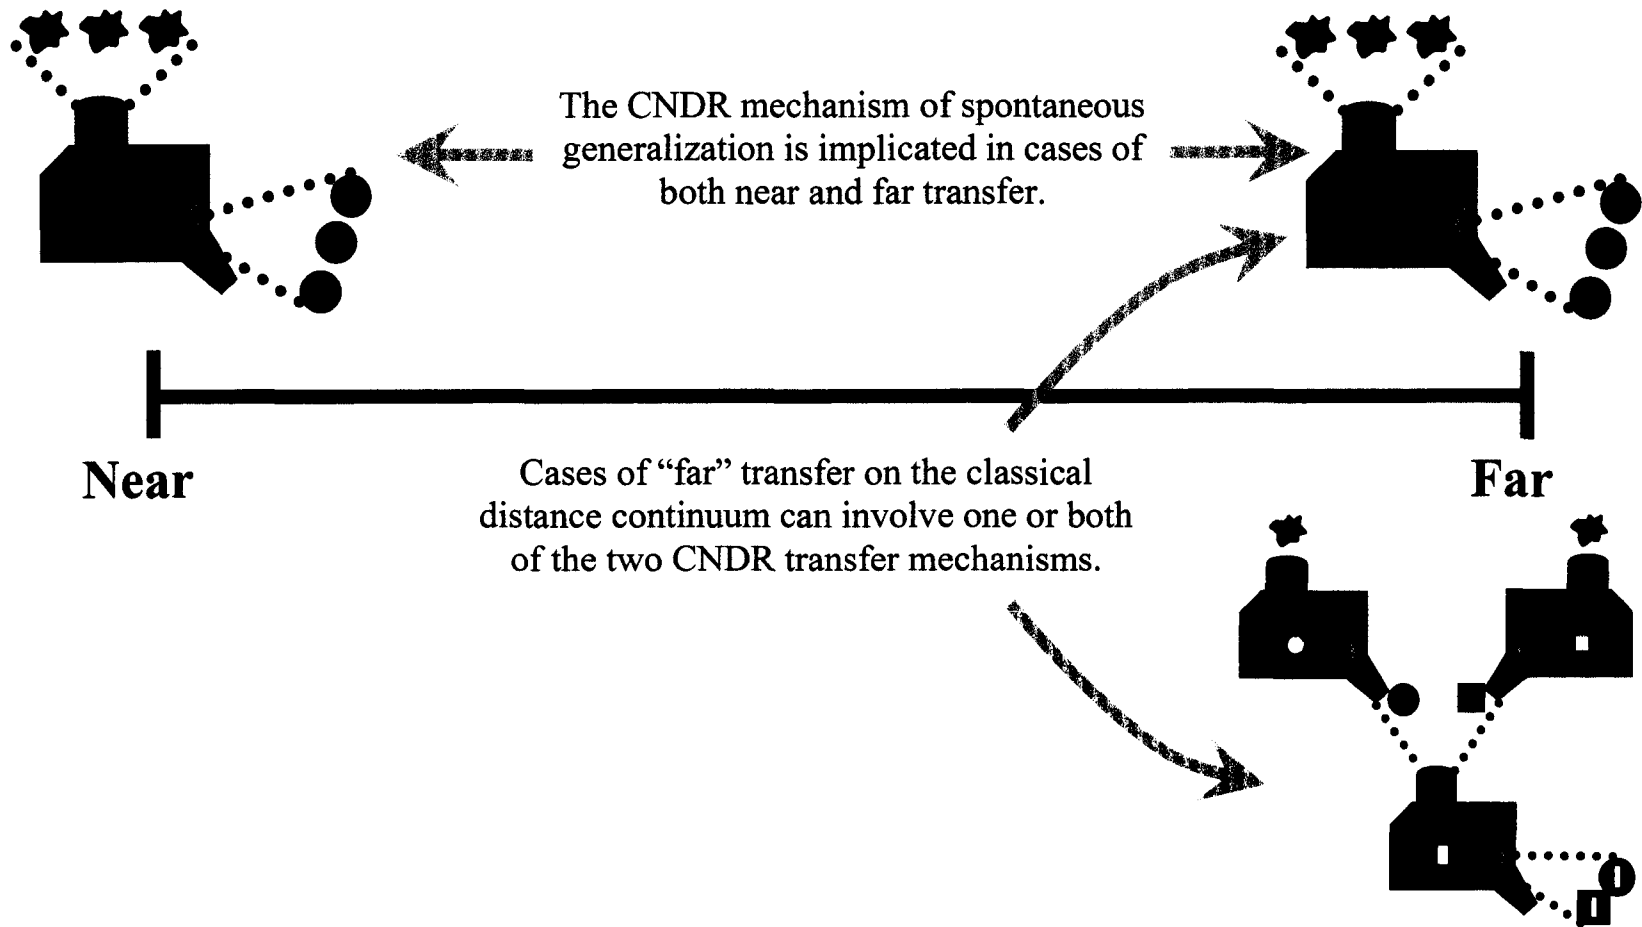 The CNDR mechanism of spontaneous
generalization is implicated in cases of
both near and far transfer.
Near
Far
Cases of “far” transfer on the classical
distance continuum can involve one or both
of the two CNDR transfer mechanisms.